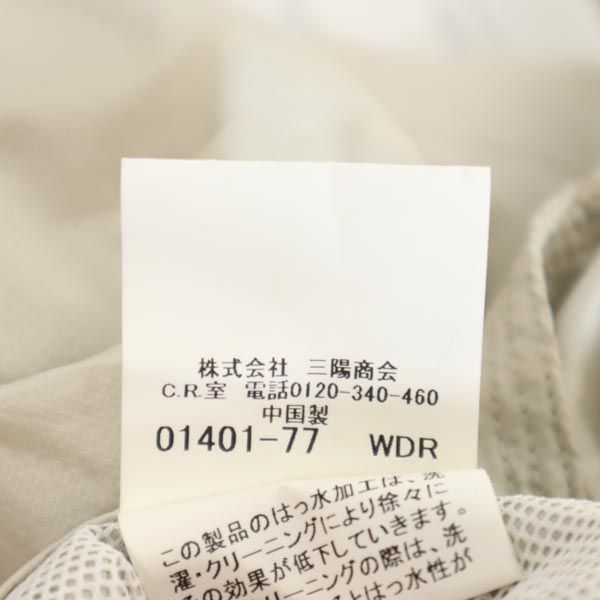 株式会社 三陽商会
C.R.室 電話0120-340-460
中国製
01401-77 WDR
この製品のはっ水加工は、洗
濯・クリーニングにより徐々に
その効果が低下していきます。
クリーニングの際は、洗
はっ水性が